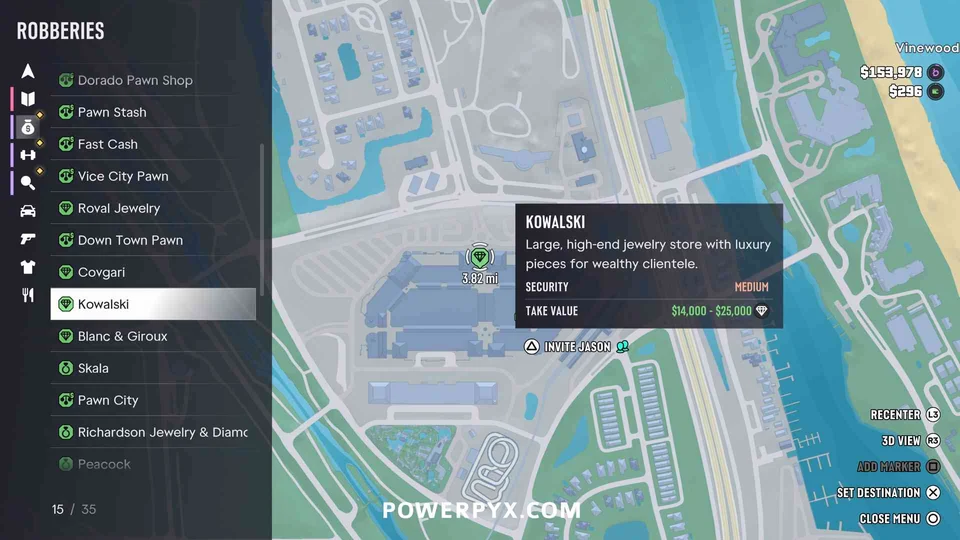 ROBBERIES
Dorado Pawn Shop
Pawn Stash
Fast Cash
Vice City Pawn
Roval Jewelry
Down Town Pawn
Covgari
Kowalski
Blanc & Giroux
Skala
Pawn City
Richardson Jewelry & Diamo
Peacock
15 / 35
Vinewood
$153,978
$296
3.82 mi
KOWALSKI
Large, high-end jewelry store with luxury
pieces for wealthy clientele.
SECURITY MEDIUM
TAKE VALUE $14,000 - $25,000
INVITE JASON
RECENTER L3
3D VIEW R3
ADD MARKER
SET DESTINATION
CLOSE MENU
POWERPYX.COM